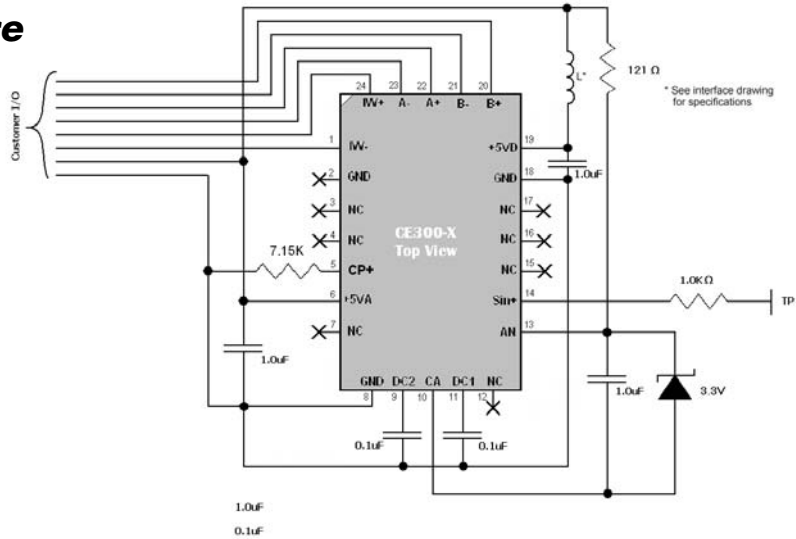 re
Customer I/O
24 23 22 21 20
IW+ A- A+ B- B+
1 IW-
2 GND
3 NC
4 NC
7.15K
5 CP+
6 +5VA
7 NC
1.0uF
CE300-X
Top View
+5VD 19
1.0uF
GND 18
NC 17
NC 16
NC 15
Sin+ 14
AN 13
L*
121 Ω
* See interface drawing
for specifications
1.0KΩ
TP
GND DC2 CA DC1 NC
8 9 10 11 12
0.1uF 0.1uF
1.0uF
3.3V
1.0uF
0.1uF